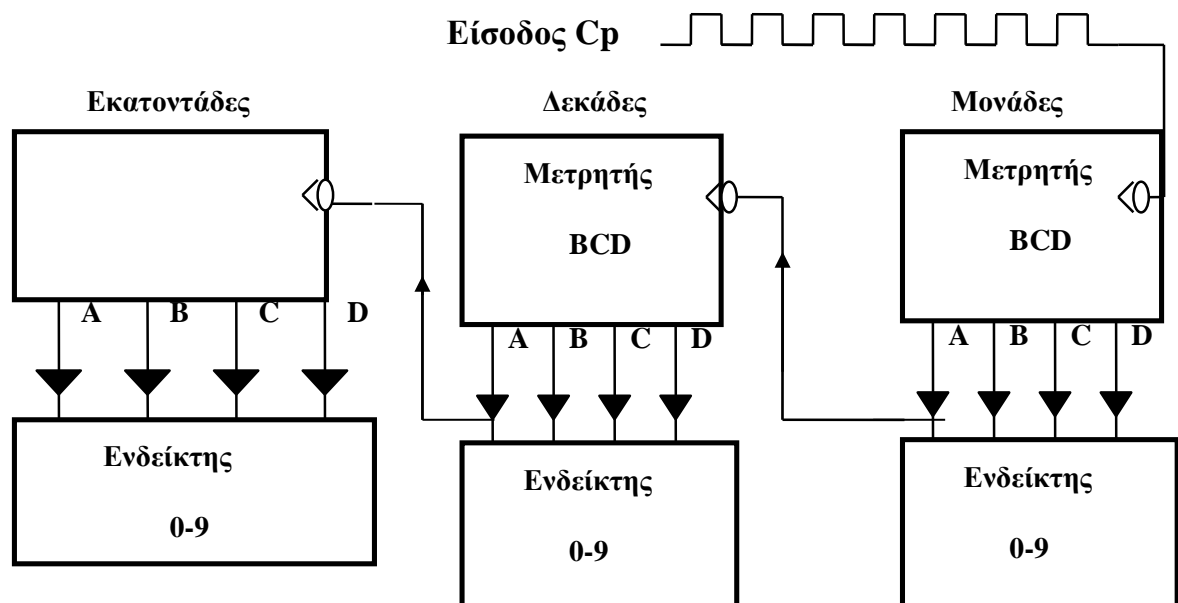 Είσοδος Cp
Εκατοντάδες
Δεκάδες
Μονάδες
Μετρητής
BCD
Μετρητής
BCD
A B C D
A B C D
A B C D
Ενδείκτης
0-9
Ενδείκτης
0-9
Ενδείκτης
0-9